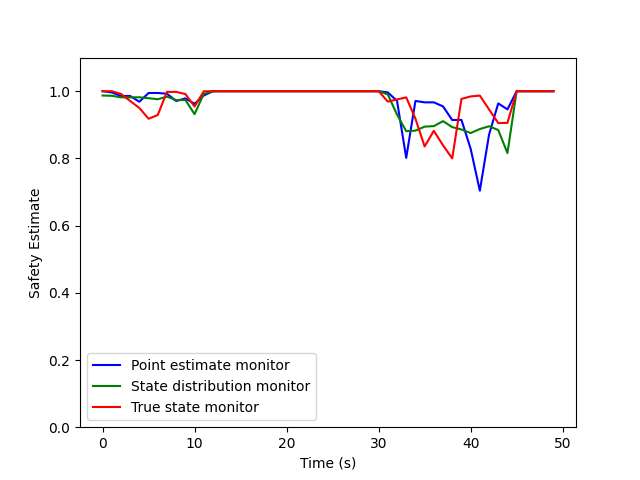 1.0
0.8
0.6
0.4
0.2
0.0
Safety Estimate
Point estimate monitor
State distribution monitor
True state monitor
0 10 20 30 40 50
Time (s)